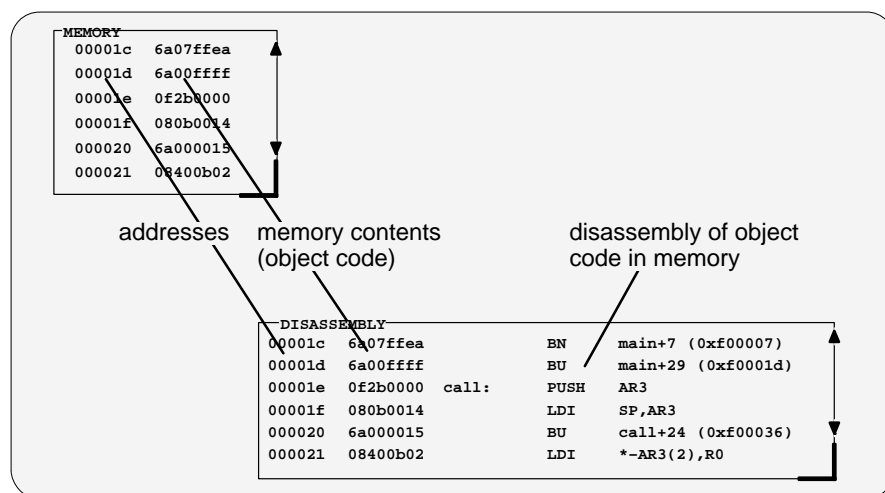 MEMORY
00001c 6a07ffea
00001d 6a00ffff
00001e 0f2b0000
00001f 080b0014
000020 6a000015
000021 08400b02
addresses memory contents (object code) disassembly of object code in memory
DISASSEMBLY
00001c 6a07ffea BN main+7 (0xf00007)
00001d 6a00ffff BU main+29 (0xf0001d)
00001e 0f2b0000 call: PUSH AR3
00001f 080b0014 LDI SP,AR3
000020 6a000015 BU call+24 (0xf00036)
000021 08400b02 LDI *–AR3(2),R0